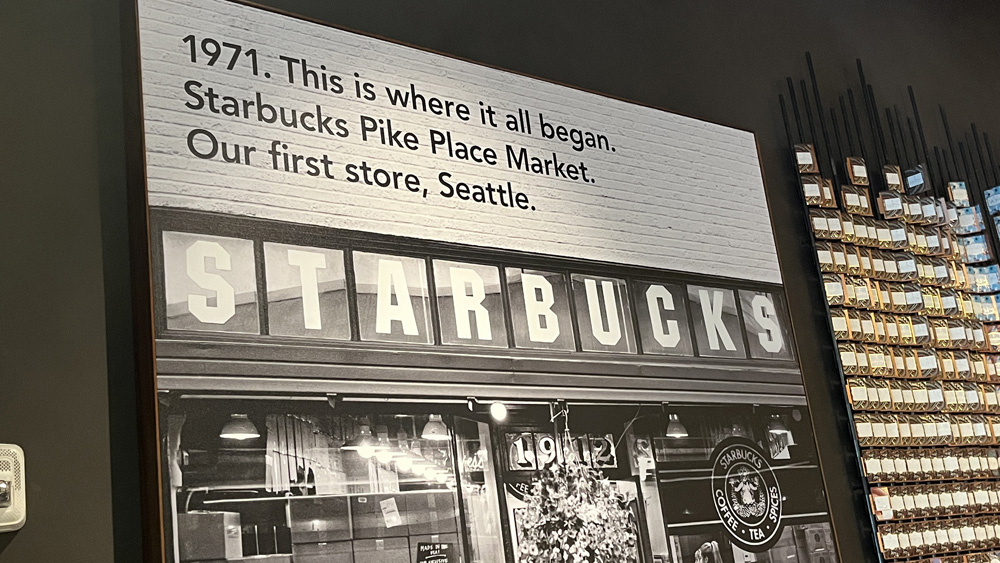 1971. This is where it all began.
Starbucks Pike Place Market.
Our first store, Seattle.
STARBUCKS
1912
STARBUCKS
COFFEE • TEA • SPICES